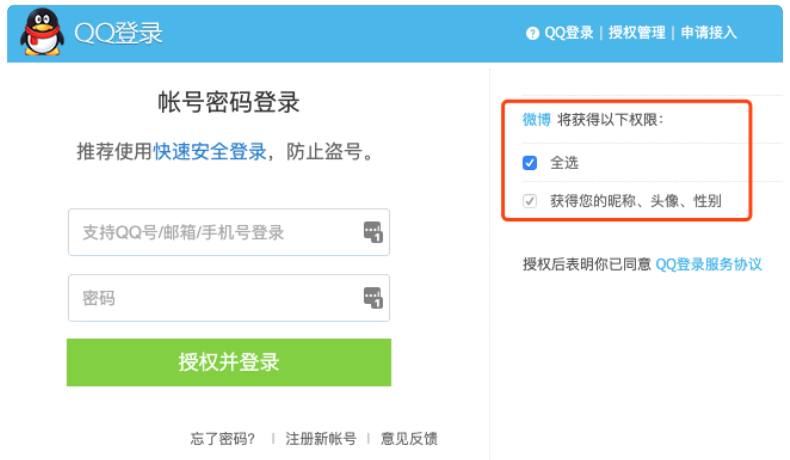 QQ登录
QQ登录 | 授权管理 | 申请接入
帐号密码登录
推荐使用快速安全登录，防止盗号。
支持QQ号/邮箱/手机号登录
密码
授权并登录
忘了密码？ | 注册新帐号 | 意见反馈
微博 将获得以下权限：
全选
获得您的昵称、头像、性别
授权后表明你已同意 QQ登录服务协议